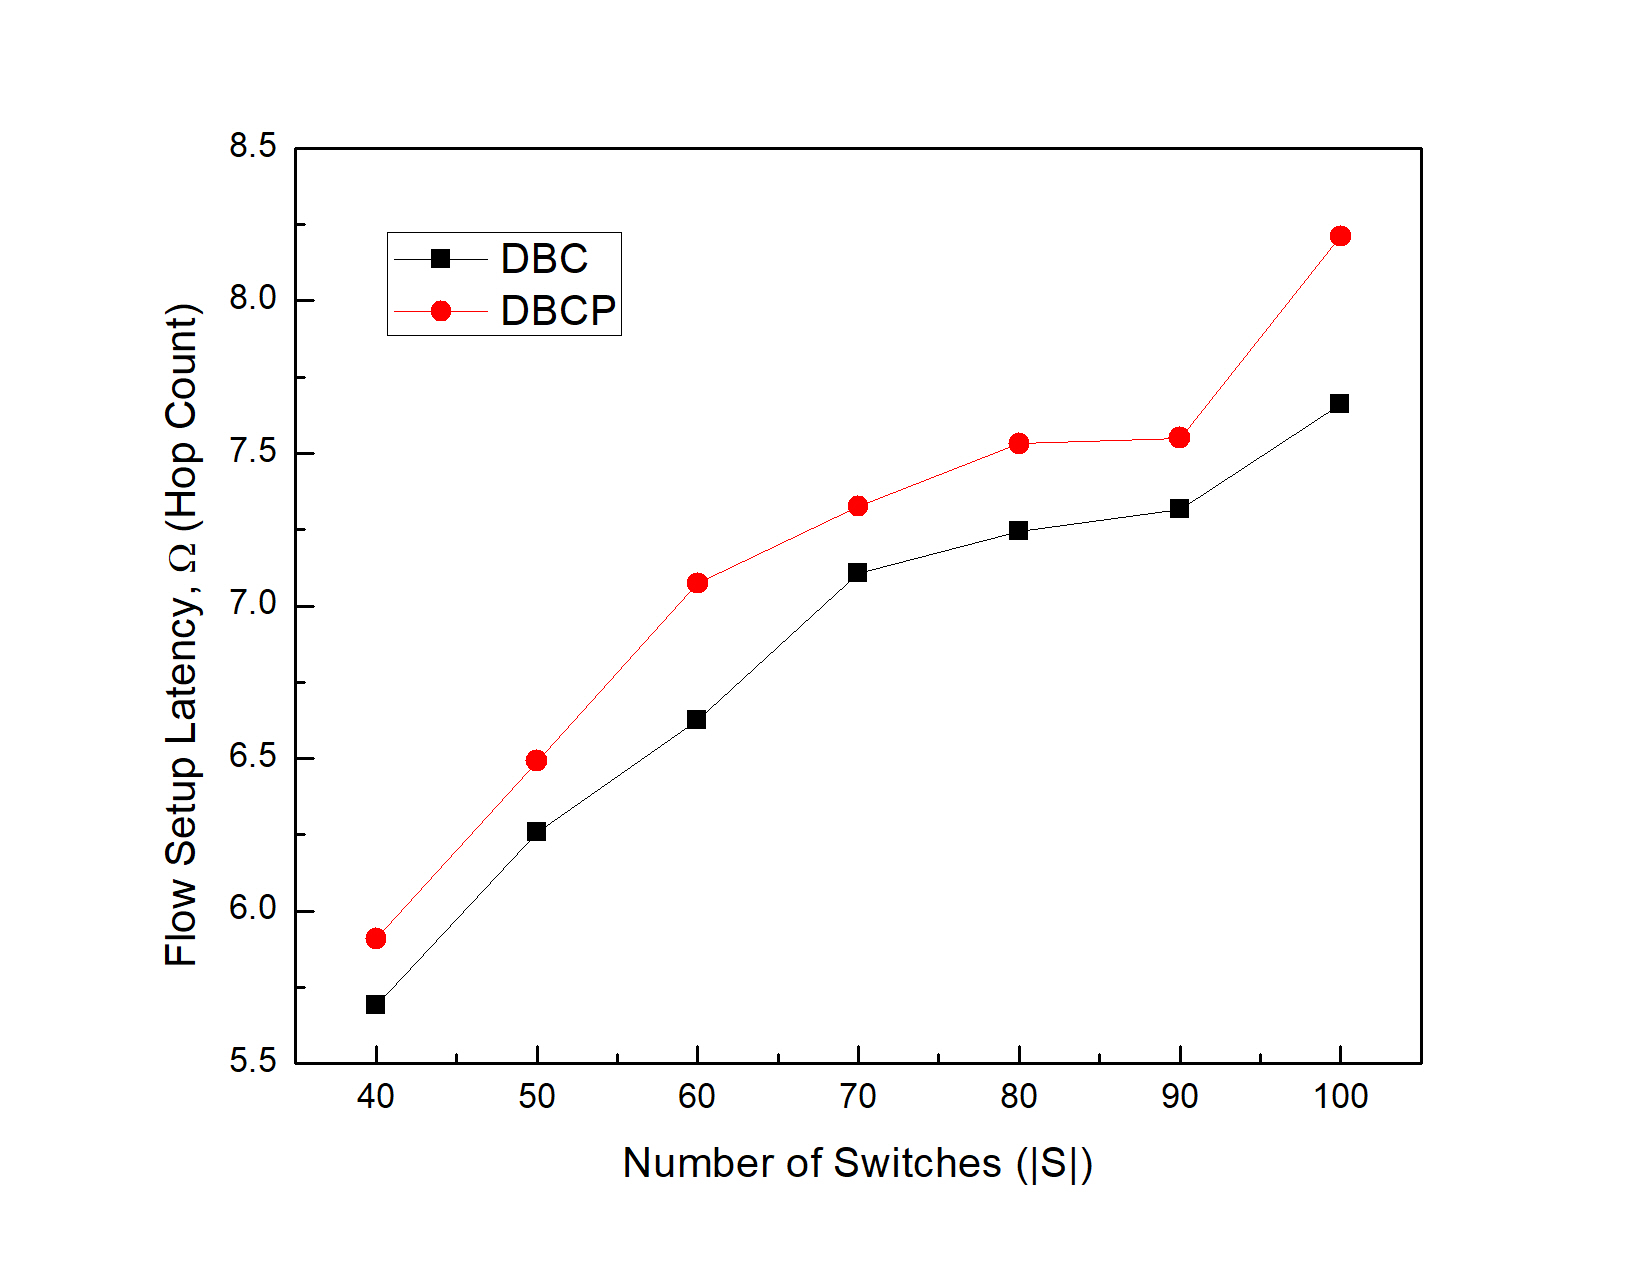 8.5
8.0
7.5
7.0
6.5
6.0
5.5
DBC
DBCP
Flow Setup Latency, Ω (Hop Count)
40 50 60 70 80 90 100
Number of Switches (|S|)